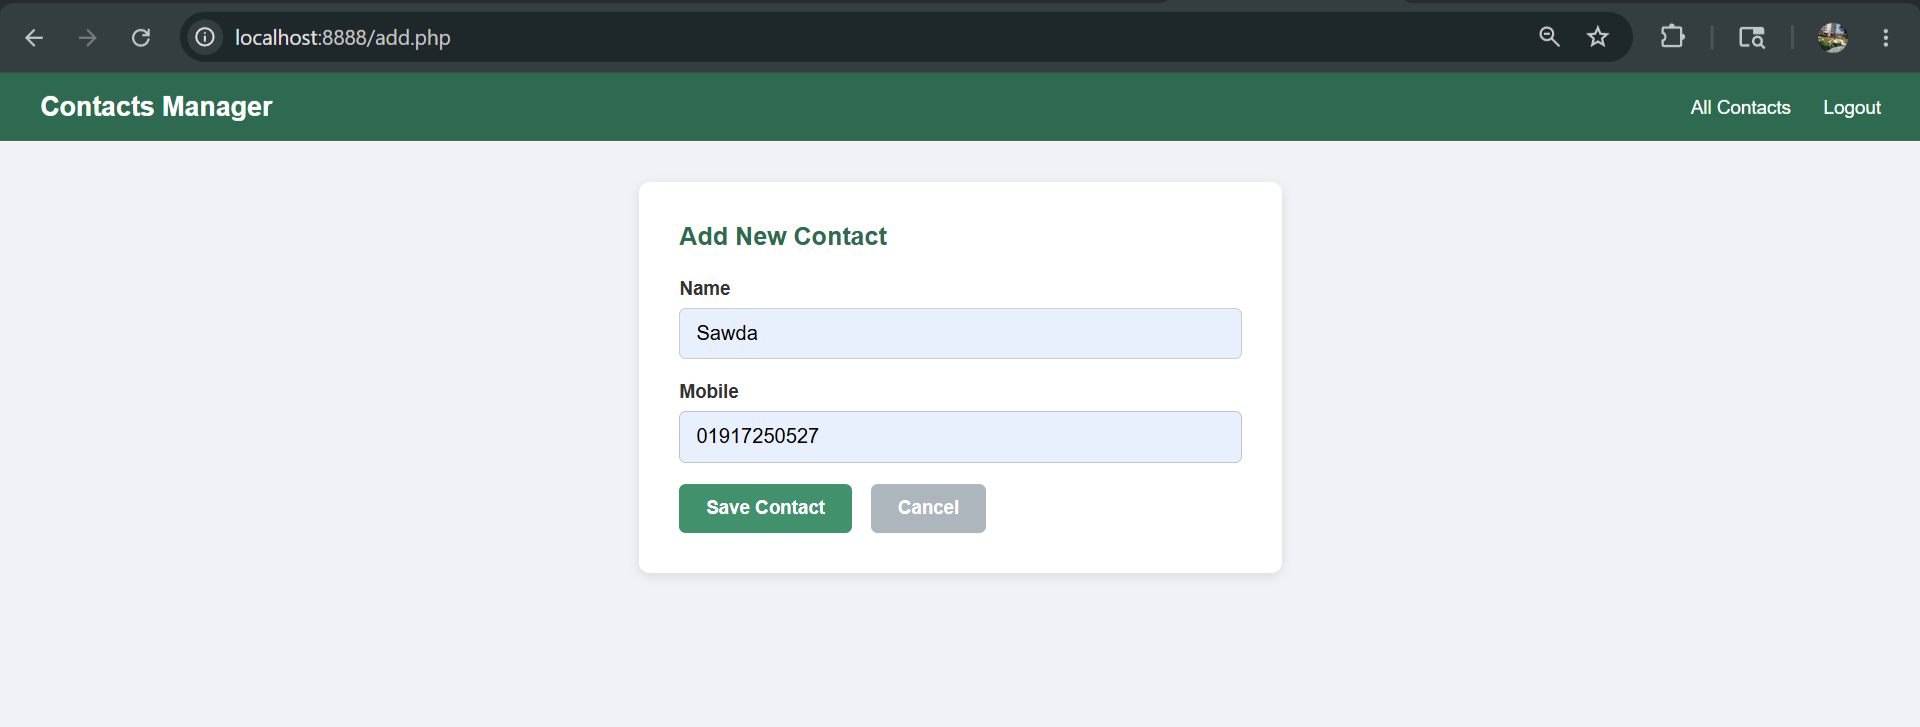 localhost:8888/add.php
Contacts Manager
All Contacts
Logout
Add New Contact
Name
Sawda
Mobile
01917250527
Save Contact
Cancel